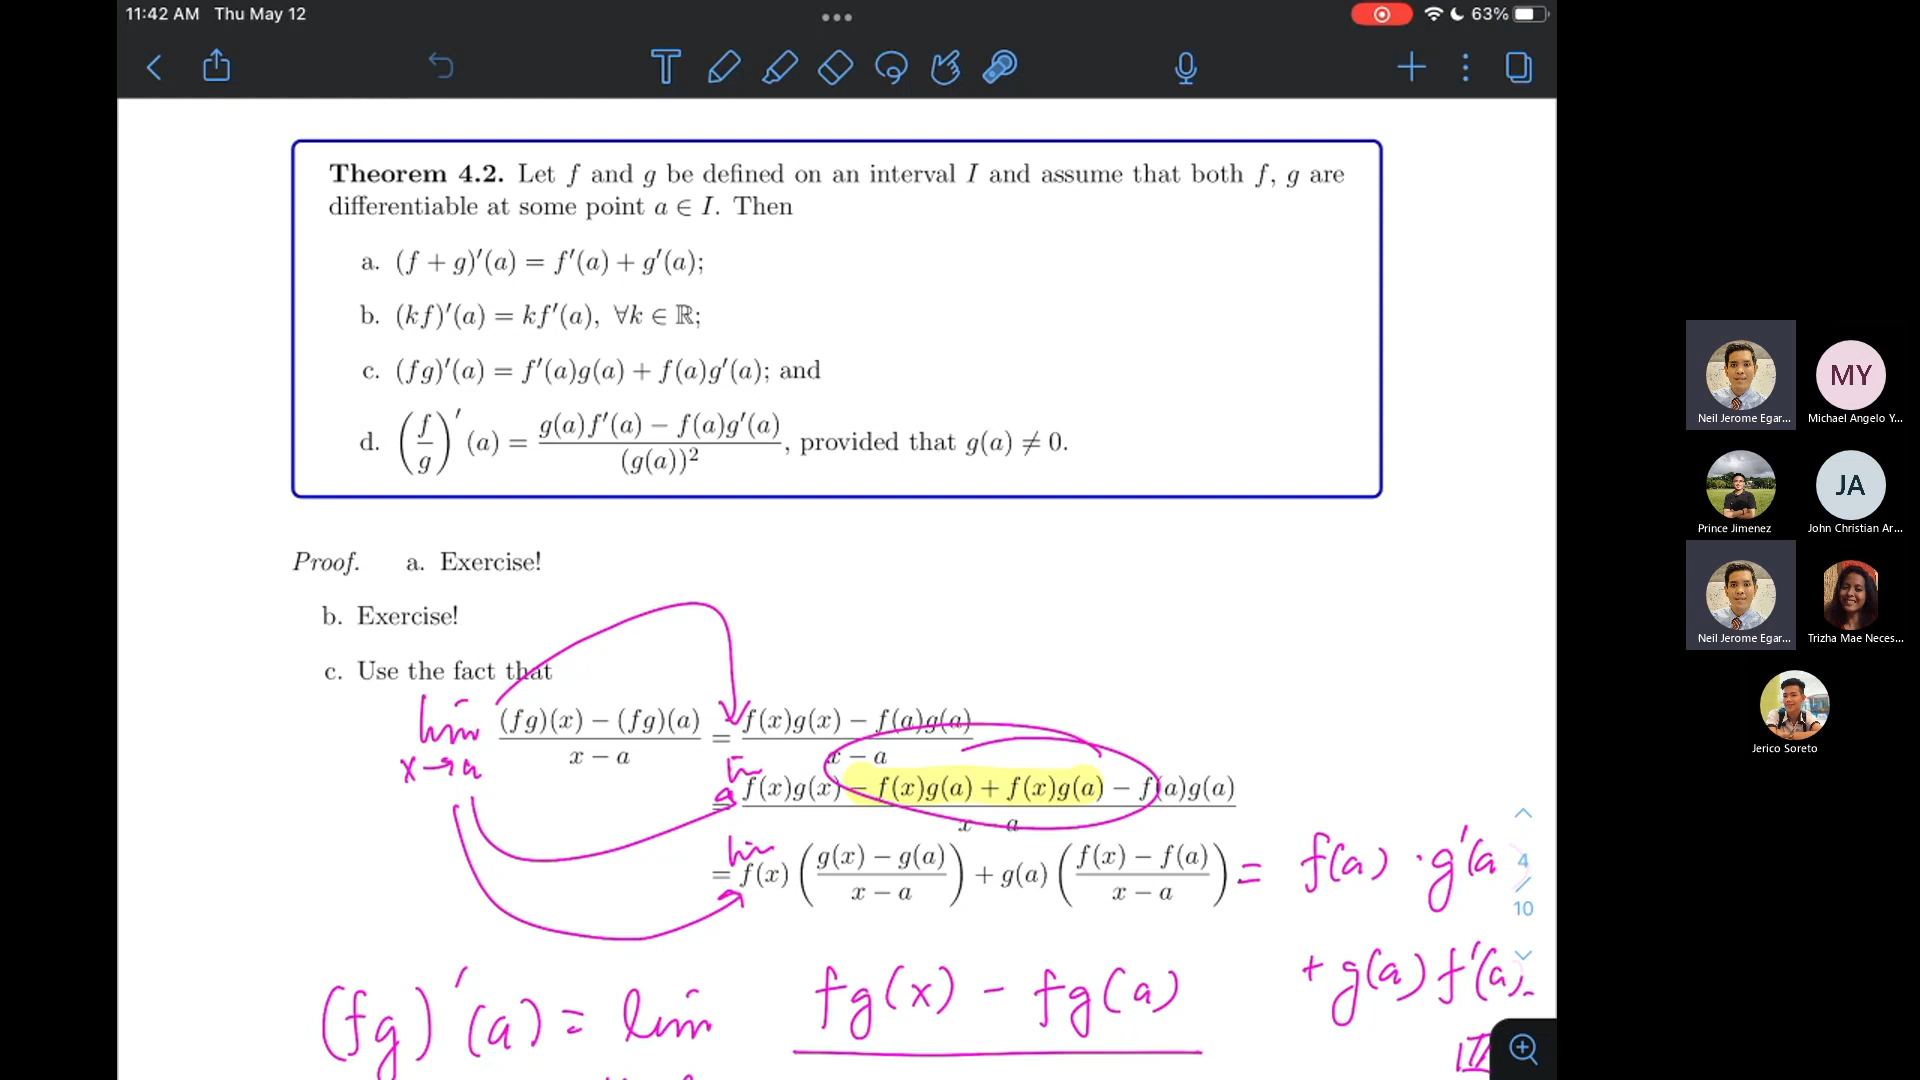 11:42 AM Thu May 12
63%
Theorem 4.2. Let f and g be defined on an interval I and assume that both f, g are
differentiable at some point a ∈ I. Then
a. (f + g)′(a) = f′(a) + g′(a);
b. (kf)′(a) = kf′(a), ∀k ∈ ℝ;
c. (fg)′(a) = f′(a)g(a) + f(a)g′(a); and
d. (f/g)′(a) = (g(a)f′(a) − f(a)g′(a))/(g(a))², provided that g(a) ≠ 0.
Proof. a. Exercise!
b. Exercise!
c. Use the fact that
lim x→a ((fg)(x) − (fg)(a))/(x − a) = (f(x)g(x) − f(a)g(a))/(x − a)
= lim (f(x)g(x) − f(x)g(a) + f(x)g(a) − f(a)g(a))/(x − a)
= lim f(x) ((g(x) − g(a))/(x − a)) + g(a) ((f(x) − f(a))/(x − a)) = f(a) · g′(a
+ g(a) f′(a).
(fg)′(a) = lim fg(x) − fg(a)
4
/
10
Neil Jerome Egar...
Michael Angelo Y...
MY
Prince Jimenez
John Christian Ar...
JA
Neil Jerome Egar...
Trizha Mae Neces...
Jerico Soreto